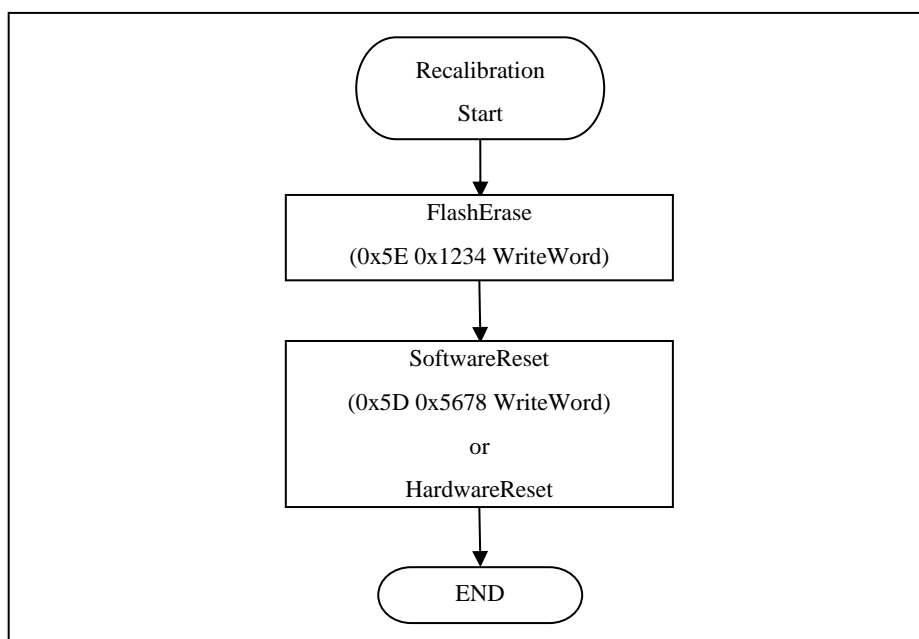 Recalibration
Start
FlashErase
(0x5E 0x1234 WriteWord)
SoftwareReset
(0x5D 0x5678 WriteWord)
or
HardwareReset
END